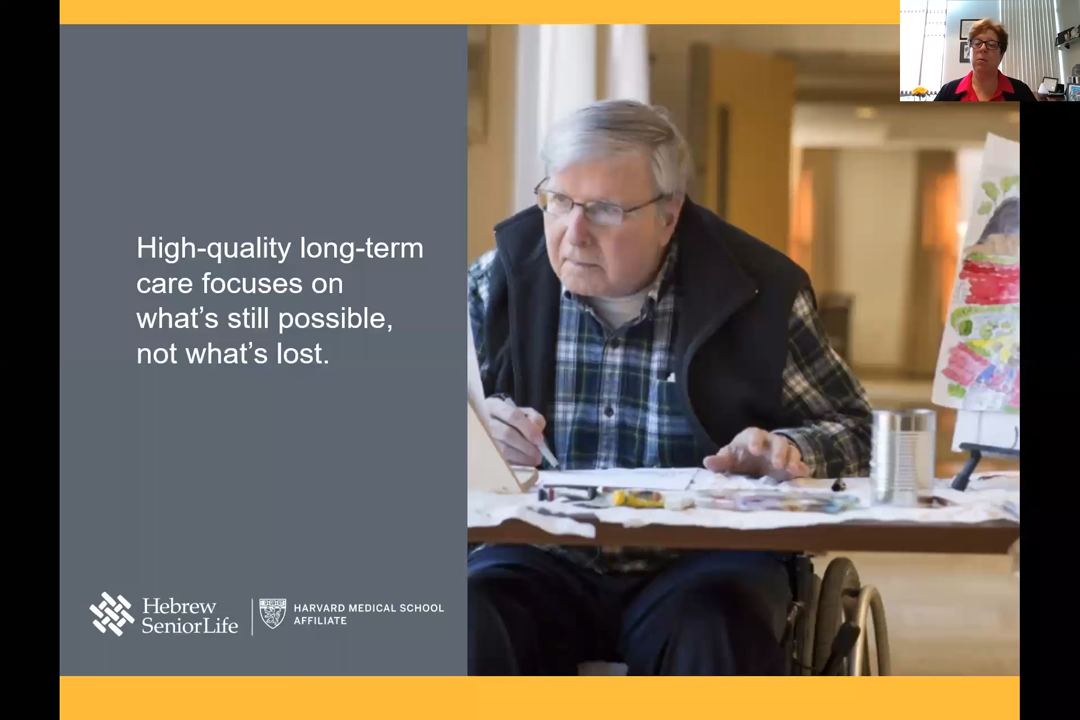 High-quality long-term
care focuses on
what’s still possible,
not what’s lost.
Hebrew
SeniorLife
HARVARD MEDICAL SCHOOL
AFFILIATE